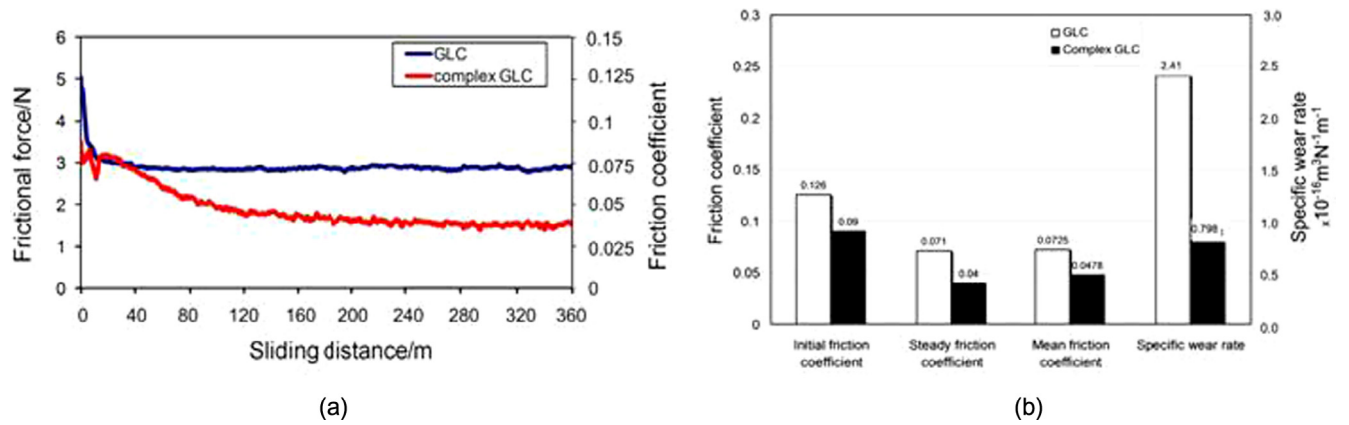 6
5
4
3
2
1
0
Frictional force/N
GLC
complex GLC
0.15
0.125
0.1
0.075
0.05
0.025
0
Friction coefficient
0 40 80 120 160 200 240 280 320 360
Sliding distance/m
(a)
0.3
0.25
0.2
0.15
0.1
0.05
0
Friction coefficient
GLC
Complex GLC
0.126
0.09
0.071
0.04
0.0725
0.0478
2.41
0.798
3.0
2.5
2.0
1.5
1.0
0.5
0.0
Specific wear rate
x10⁻¹⁶m³N⁻¹m⁻¹
Initial friction
coefficient
Steady friction
coefficient
Mean friction
coefficient
Specific wear rate
(b)